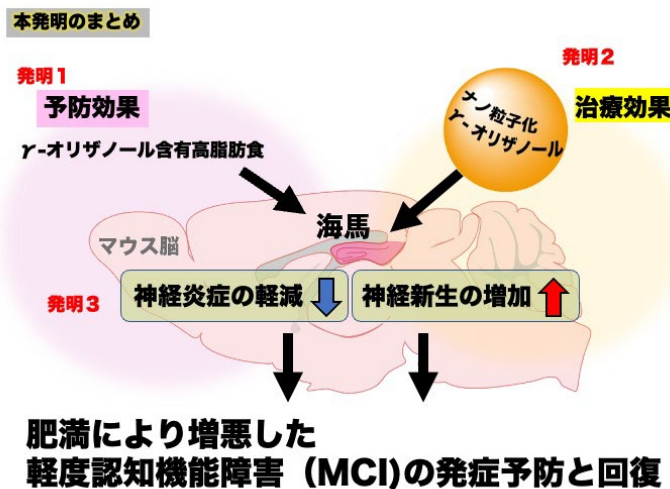 本発明のまとめ
発明1
予防効果
γ-オリザノール含有高脂肪食
発明2
治療効果
ナノ粒子化
γ-オリザノール
海馬
マウス脳
発明3
神経炎症の軽減
神経新生の増加
肥満により増悪した
軽度認知機能障害（MCI)の発症予防と回復